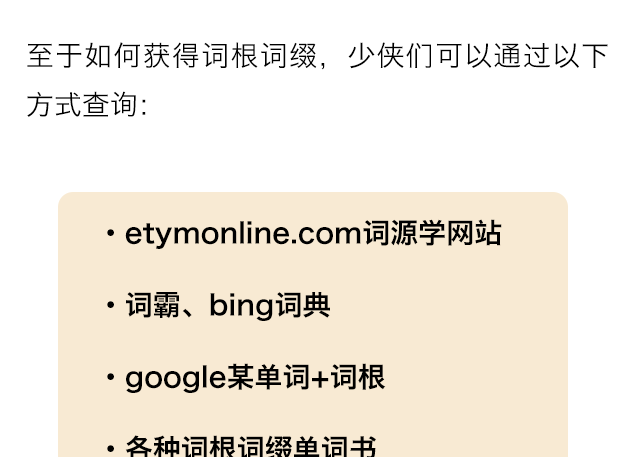 至于如何获得词根词缀，少侠们可以通过以下
方式查询：
• etymonline.com词源学网站
• 词霸、bing词典
• google某单词+词根
• 各种词根词缀单词书